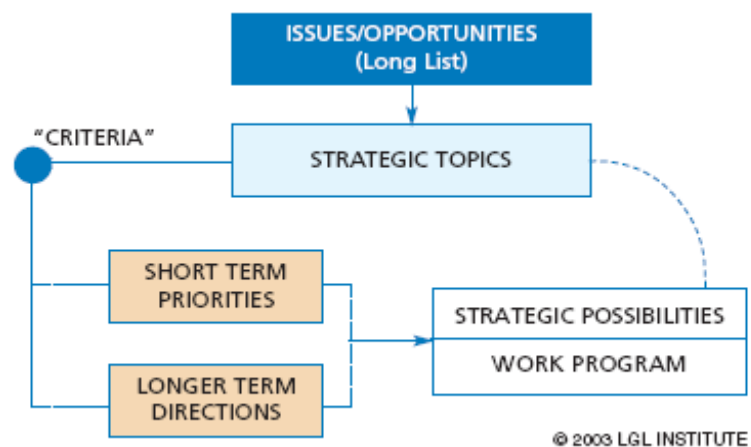 ISSUES/OPPORTUNITIES
(Long List)
"CRITERIA"
STRATEGIC TOPICS
SHORT TERM
PRIORITIES
STRATEGIC POSSIBILITIES
WORK PROGRAM
LONGER TERM
DIRECTIONS
© 2003 LGL INSTITUTE